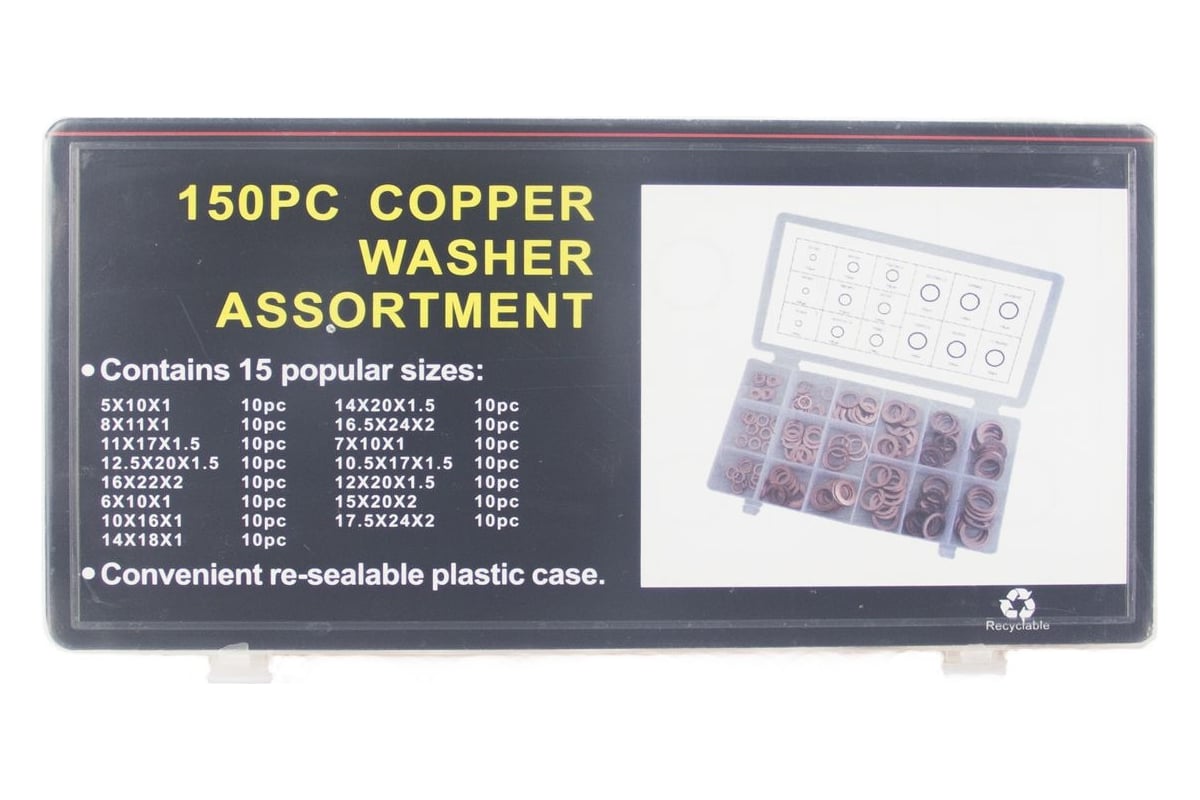 150PC COPPER
WASHER
ASSORTMENT
•Contains 15 popular sizes:
5X10X1 10pc 14X20X1.5 10pc
8X11X1 10pc 16.5X24X2 10pc
11X17X1.5 10pc 7X10X1 10pc
12.5X20X1.5 10pc 10.5X17X1.5 10pc
16X22X2 10pc 12X20X1.5 10pc
6X10X1 10pc 15X20X2 10pc
10X16X1 10pc 17.5X24X2 10pc
14X18X1 10pc
•Convenient re-sealable plastic case.
Recyclable